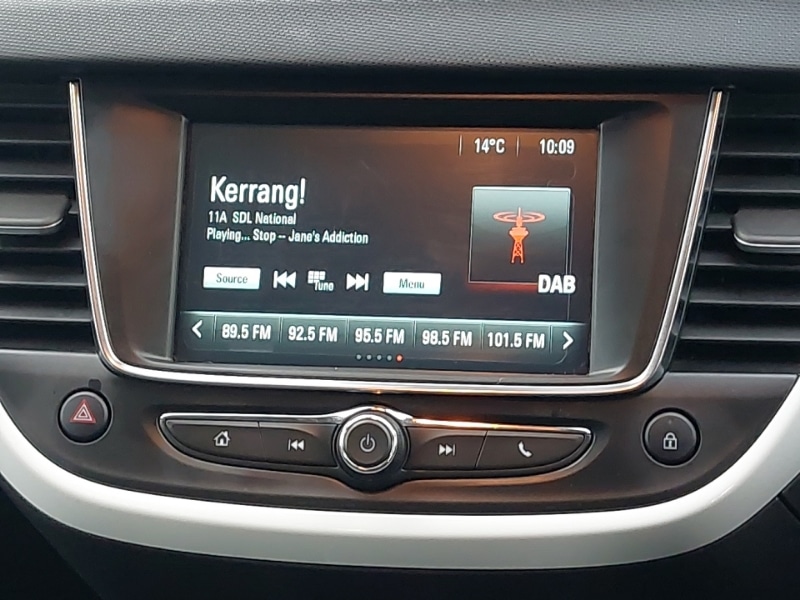 14°C 10:09
Kerrang!
11A SDL National
Playing... Stop -- Jane's Addiction
Source Tune Menu
DAB
89.5 FM 92.5 FM 95.5 FM 98.5 FM 101.5 FM